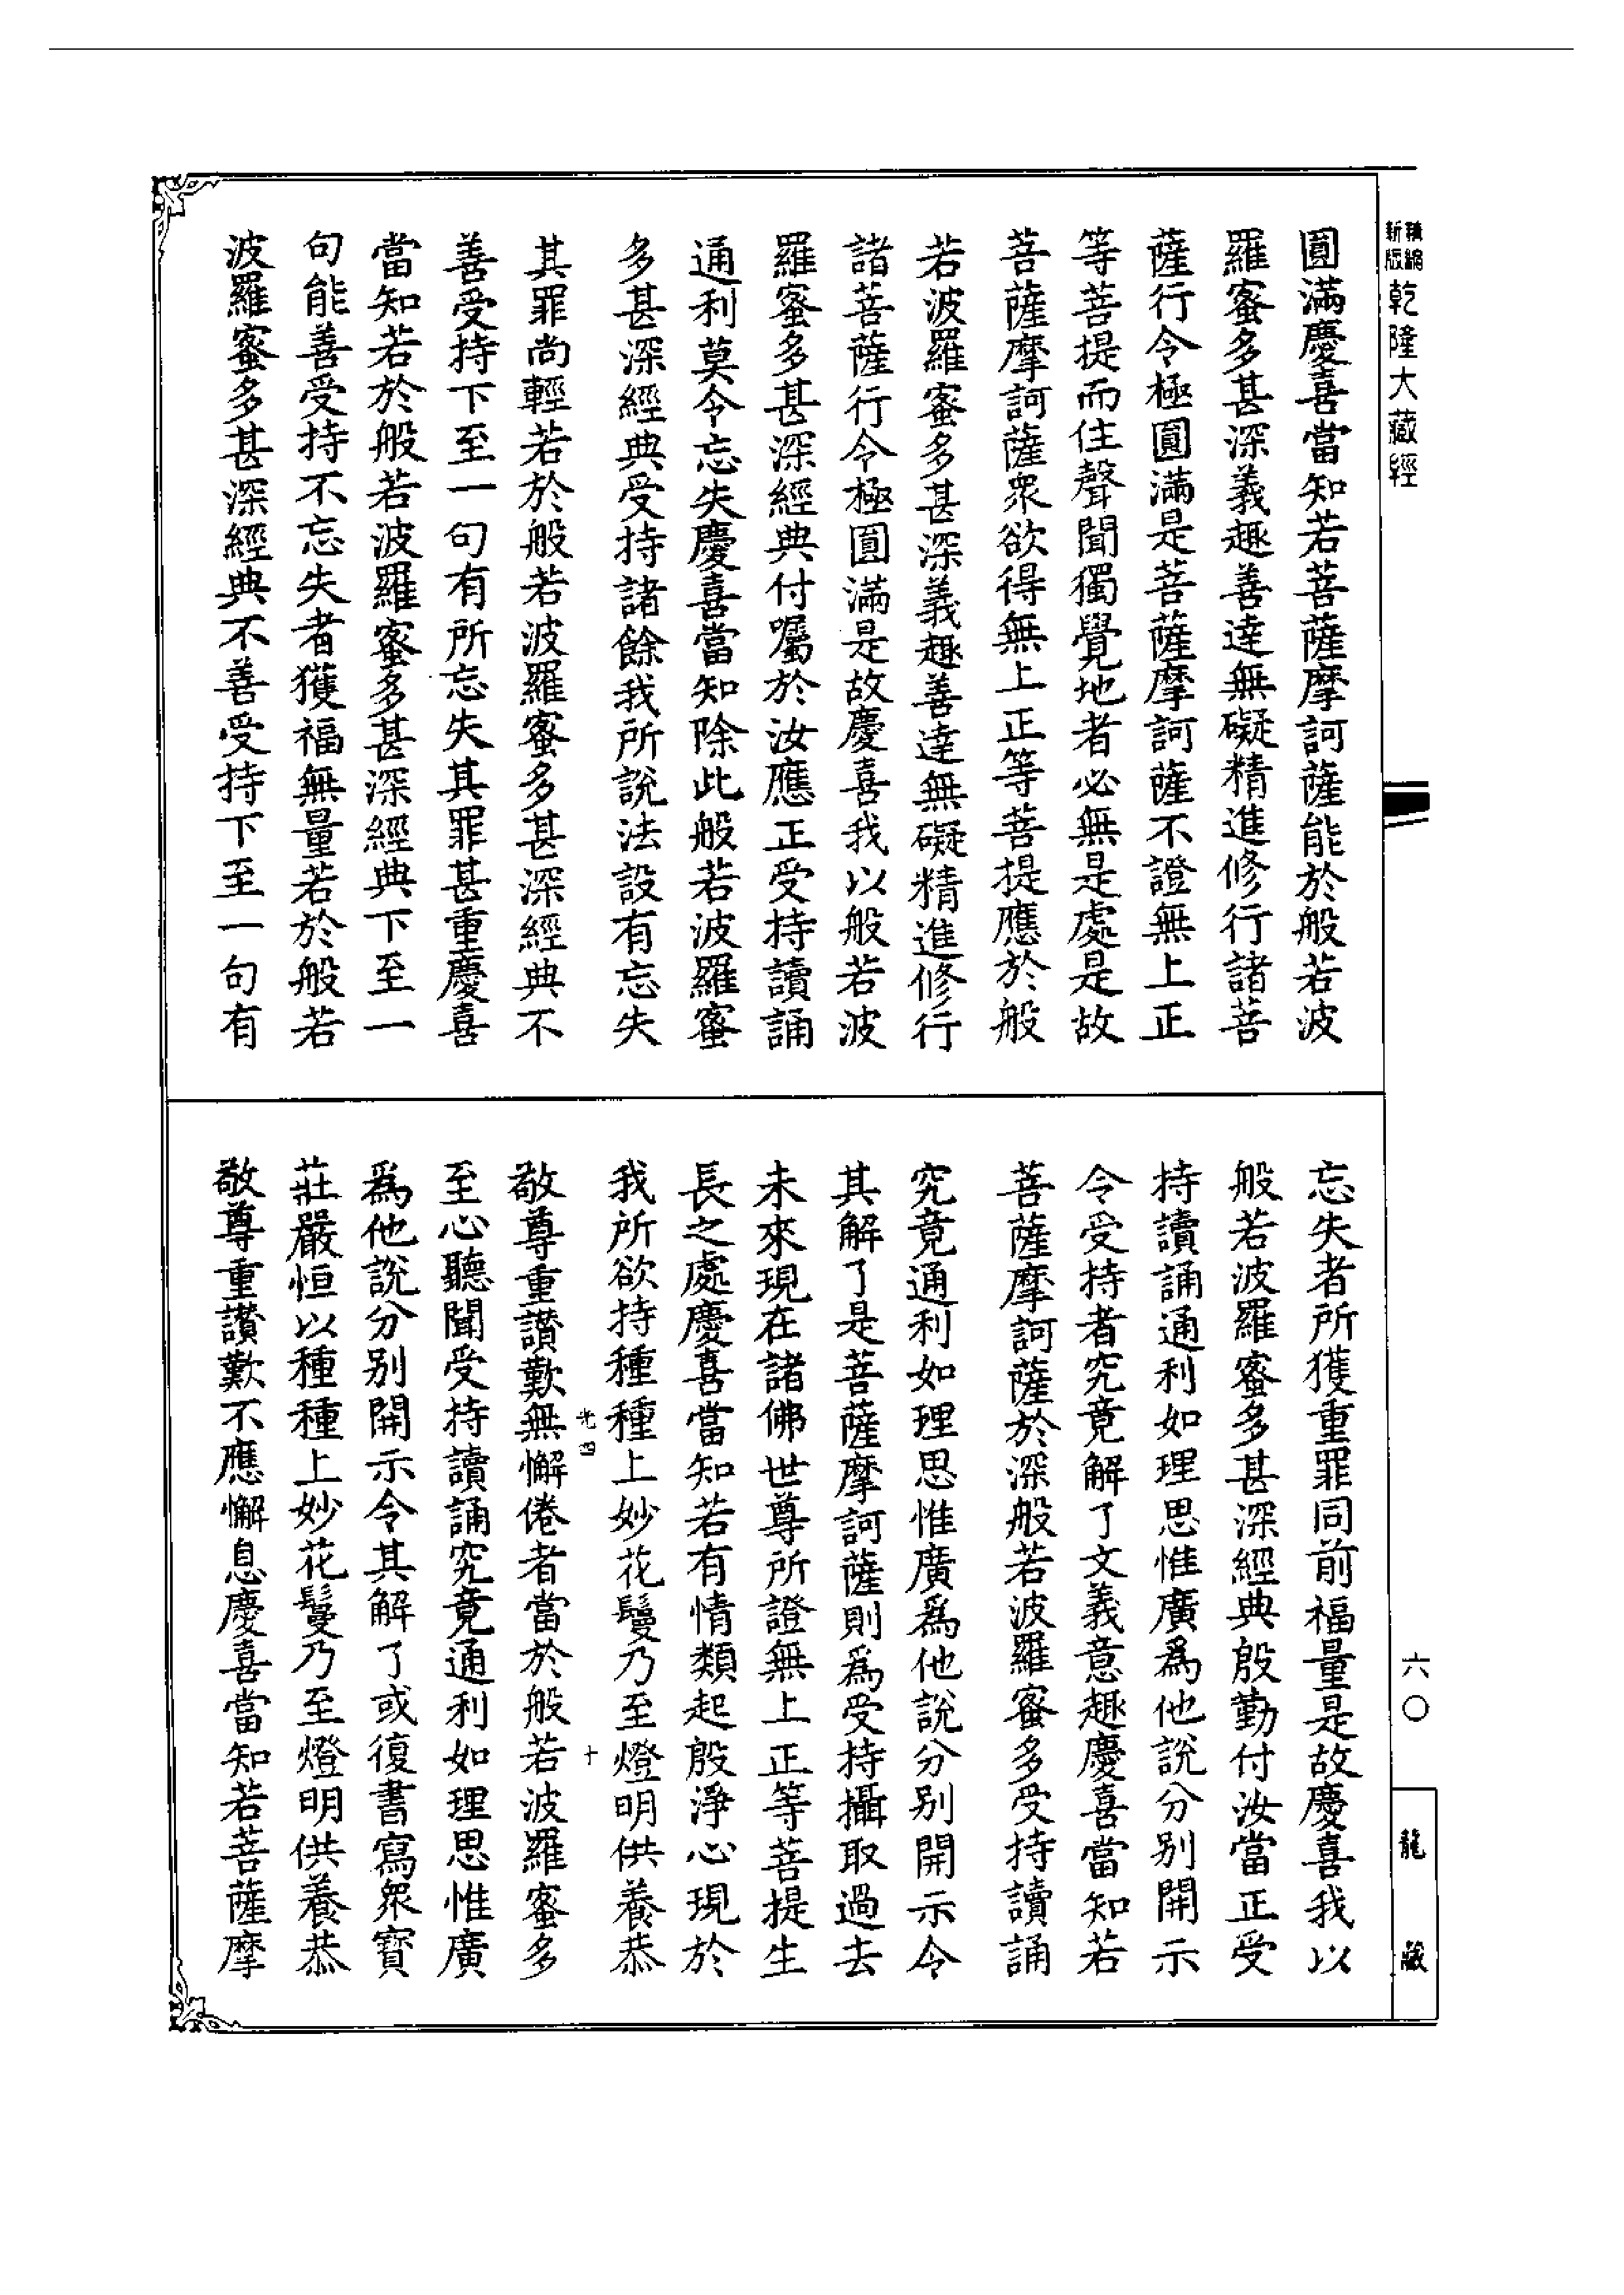 新版精縮乾隆大藏經
圓滿慶喜當知若菩薩摩訶薩能於般若波
羅蜜多甚深義趣善達無礙精進修行諸菩
薩行令極圓滿是菩薩摩訶薩不證無上正
等菩提而住聲聞獨覺地者必無是處是故
菩薩摩訶薩眾欲得無上正等菩提應於般
若波羅蜜多甚深義趣善達無礙精進修行
諸菩薩行令極圓滿是故慶喜我以般若波
羅蜜多甚深經典付囑於汝應正受持讀誦
通利莫令忘失慶喜當知除此般若波羅蜜
多甚深經典受持諸餘我所說法設有忘失
其罪尚輕若於般若波羅蜜多甚深經典不
善受持下至一句有所忘失其罪甚重慶喜
當知若於般若波羅蜜多甚深經典下至一
句能善受持不忘失者獲福無量若於般若
波羅蜜多甚深經典不善受持下至一句有
忘失者所獲重罪同前福量是故慶喜我以
般若波羅蜜多甚深經典殷勤付汝當正受
持讀誦通利如理思惟廣為他說分別開示
令受持者究竟解了文義意趣慶喜當知若
菩薩摩訶薩於深般若波羅蜜多受持讀誦
究竟通利如理思惟廣為他說分別開示令
其解了是菩薩摩訶薩則為受持攝取過去
未來現在諸佛世尊所證無上正等菩提生
長之處慶喜當知若有情類起殷淨心現於
我所欲持種種上妙花鬘乃至燈明供養恭
光四 十
敬尊重讚歎無懈倦者當於般若波羅蜜多
至心聽聞受持讀誦究竟通利如理思惟廣
為他說分別開示令其解了或復書寫眾寶
莊嚴恒以種種上妙花鬘乃至燈明供養恭
敬尊重讚歎不應懈息慶喜當知若菩薩摩
六〇
龍藏